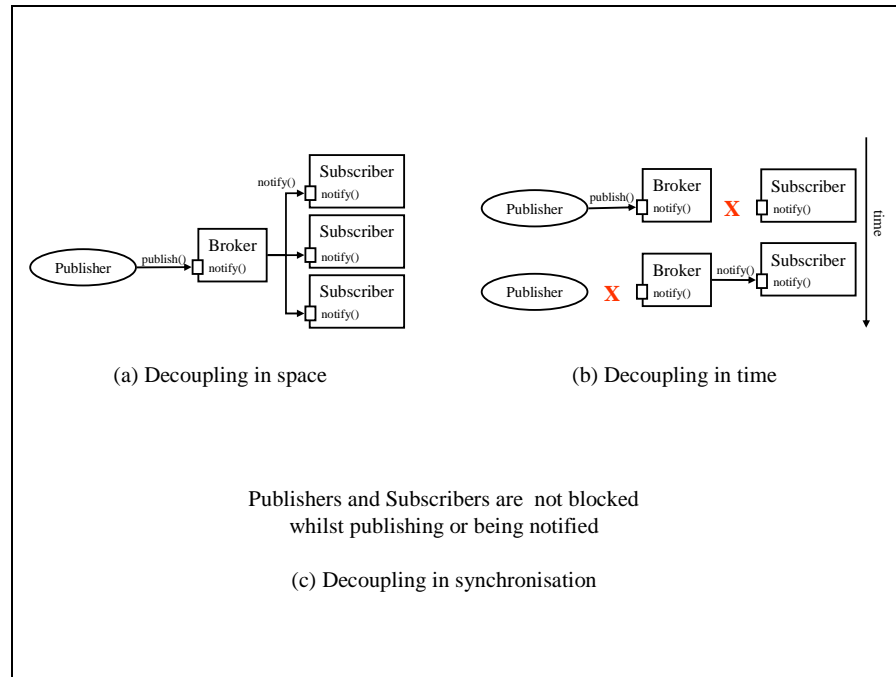 Subscriber
notify()
notify()
Subscriber
notify()
Subscriber
notify()
Broker
notify()
publish()
Publisher
(a) Decoupling in space
Publisher
publish()
Broker
notify()
X
Subscriber
notify()
Publisher
X
Broker
notify()
notify()
Subscriber
notify()
time
(b) Decoupling in time
Publishers and Subscribers are not blocked
whilst publishing or being notified
(c) Decoupling in synchronisation